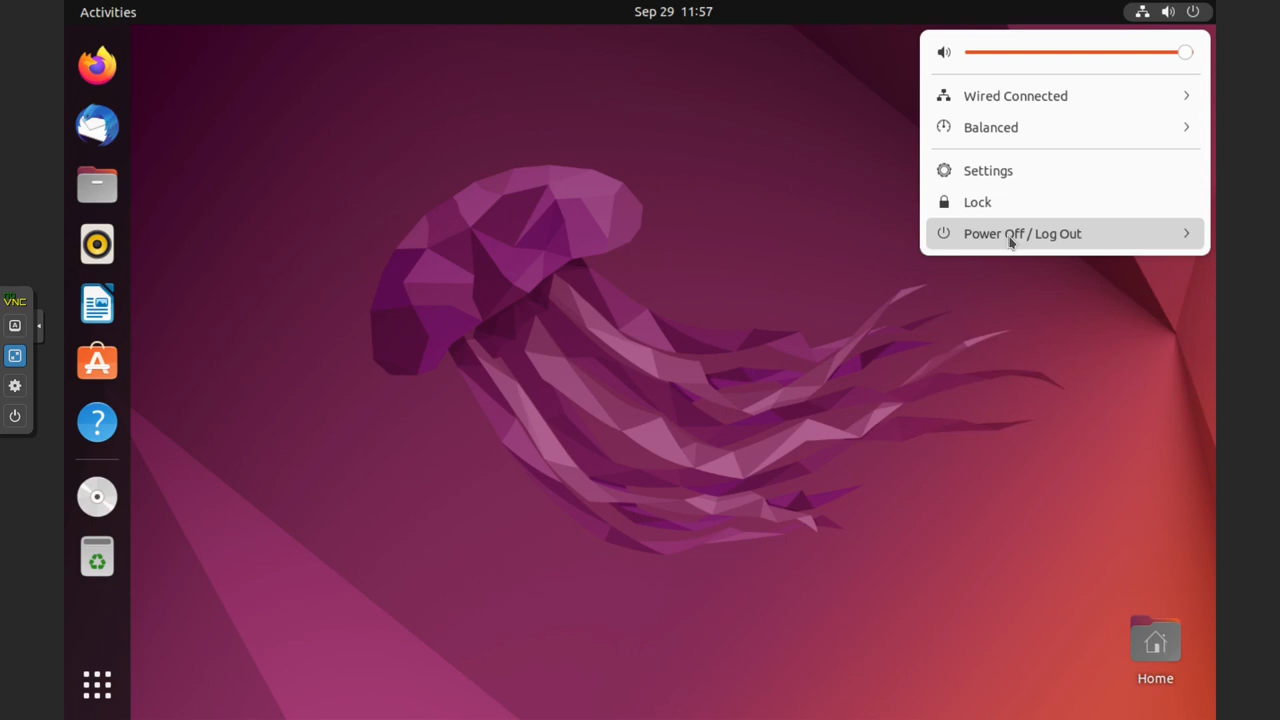 Activities
Sep 29 11:57
Wired Connected
Balanced
Settings
Lock
Power Off / Log Out
VNC
A
?
Home